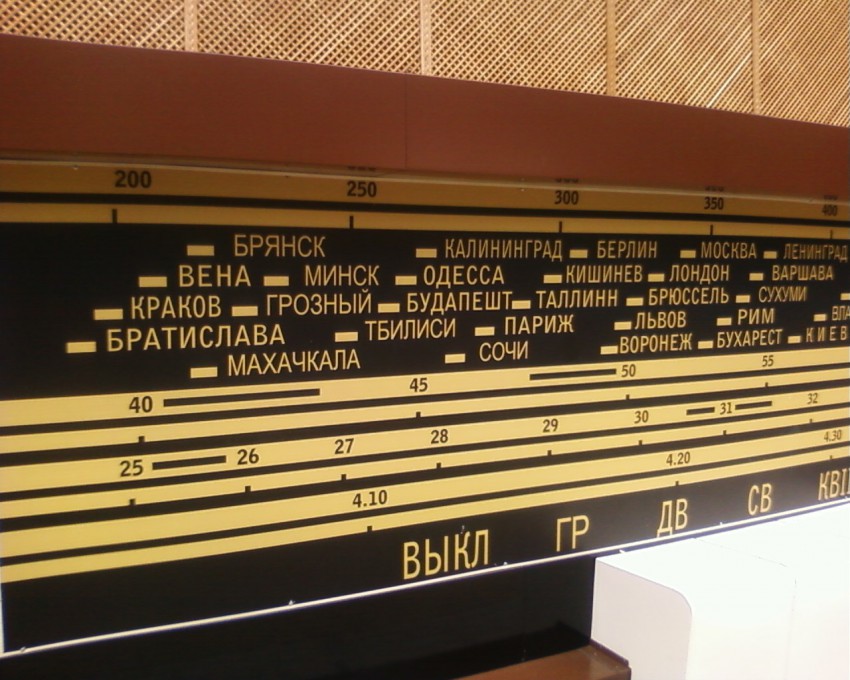 200 250 300 350 400
БРЯНСК КАЛИНИНГРАД БЕРЛИН МОСКВА ЛЕНИНГРАД
ВЕНА МИНСК ОДЕССА КИШИНЕВ ЛОНДОН ВАРШАВА
КРАКОВ ГРОЗНЫЙ БУДАПЕШТ ТАЛЛИНН БРЮССЕЛЬ СУХУМИ
БРАТИСЛАВА ТБИЛИСИ ПАРИЖ ЛЬВОВ РИМ ВЛА
МАХАЧКАЛА СОЧИ ВОРОНЕЖ БУХАРЕСТ КИЕВ
40 45 50 55
25 26 27 28 29 30 31 32
4.10 4.20 4.30
ВЫКЛ ГР ДВ СВ